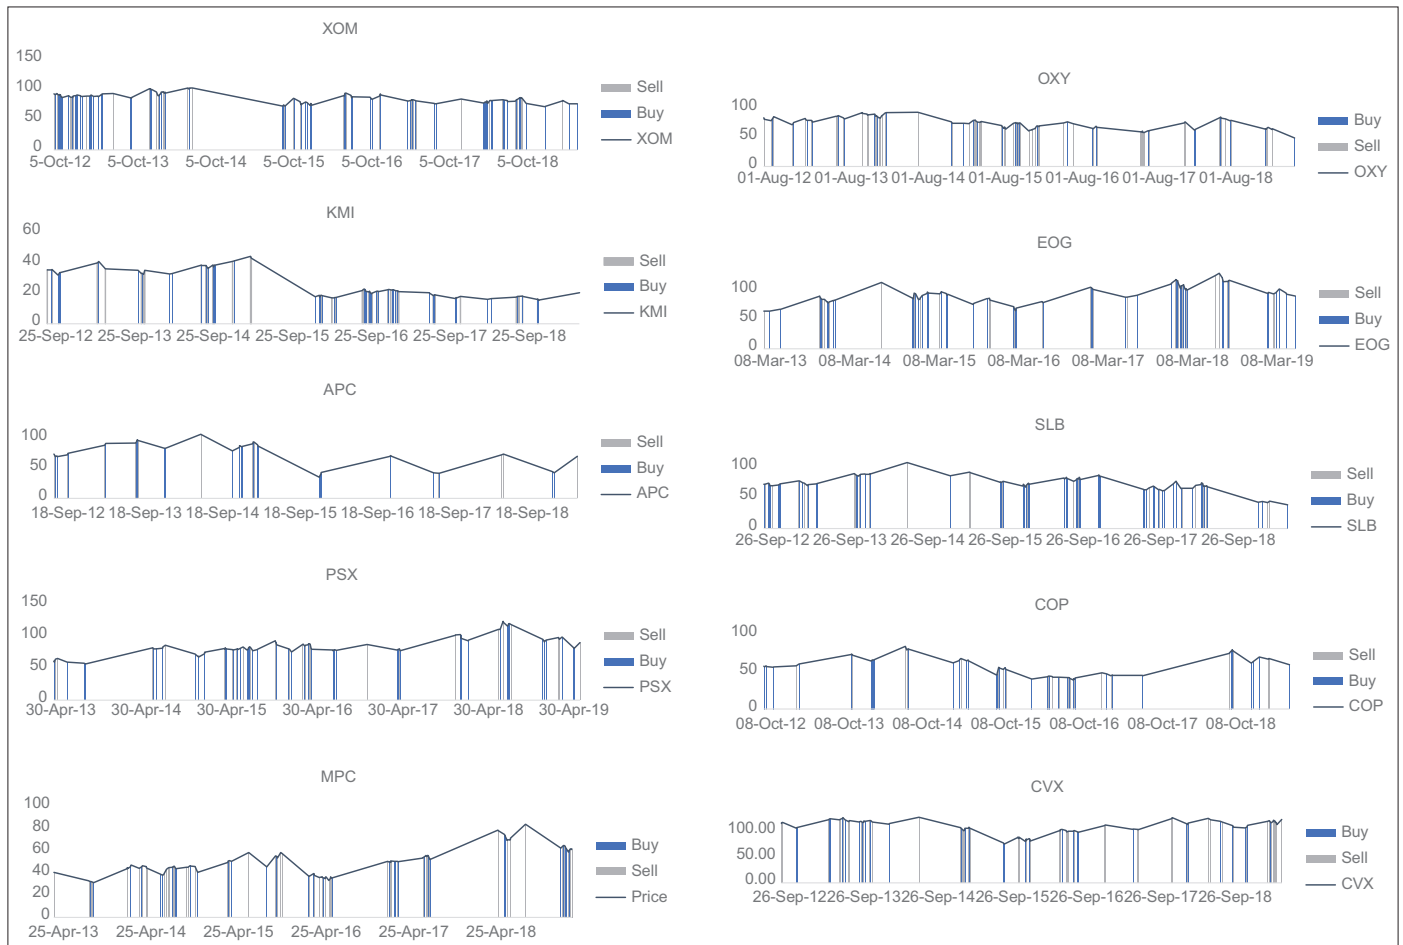 XOM
150
100
50
0
5-Oct-12 5-Oct-13 5-Oct-14 5-Oct-15 5-Oct-16 5-Oct-17 5-Oct-18
Sell
Buy
XOM
KMI
60
40
20
0
25-Sep-12 25-Sep-13 25-Sep-14 25-Sep-15 25-Sep-16 25-Sep-17 25-Sep-18
Sell
Buy
KMI
APC
100
50
0
18-Sep-12 18-Sep-13 18-Sep-14 18-Sep-15 18-Sep-16 18-Sep-17 18-Sep-18
Sell
Buy
APC
PSX
150
100
50
0
30-Apr-13 30-Apr-14 30-Apr-15 30-Apr-16 30-Apr-17 30-Apr-18 30-Apr-19
Sell
Buy
PSX
MPC
100
80
60
40
20
0
25-Apr-13 25-Apr-14 25-Apr-15 25-Apr-16 25-Apr-17 25-Apr-18
Buy
Sell
Price
OXY
100
50
0
01-Aug-12 01-Aug-13 01-Aug-14 01-Aug-15 01-Aug-16 01-Aug-17 01-Aug-18
Buy
Sell
OXY
EOG
100
50
0
08-Mar-13 08-Mar-14 08-Mar-15 08-Mar-16 08-Mar-17 08-Mar-18 08-Mar-19
Sell
Buy
EOG
SLB
100
50
0
26-Sep-12 26-Sep-13 26-Sep-14 26-Sep-15 26-Sep-16 26-Sep-17 26-Sep-18
Sell
Buy
SLB
COP
100
50
0
08-Oct-12 08-Oct-13 08-Oct-14 08-Oct-15 08-Oct-16 08-Oct-17 08-Oct-18
Sell
Buy
COP
CVX
100.00
50.00
0.00
26-Sep-12 26-Sep-13 26-Sep-14 26-Sep-15 26-Sep-16 26-Sep-17 26-Sep-18
Buy
Sell
CVX